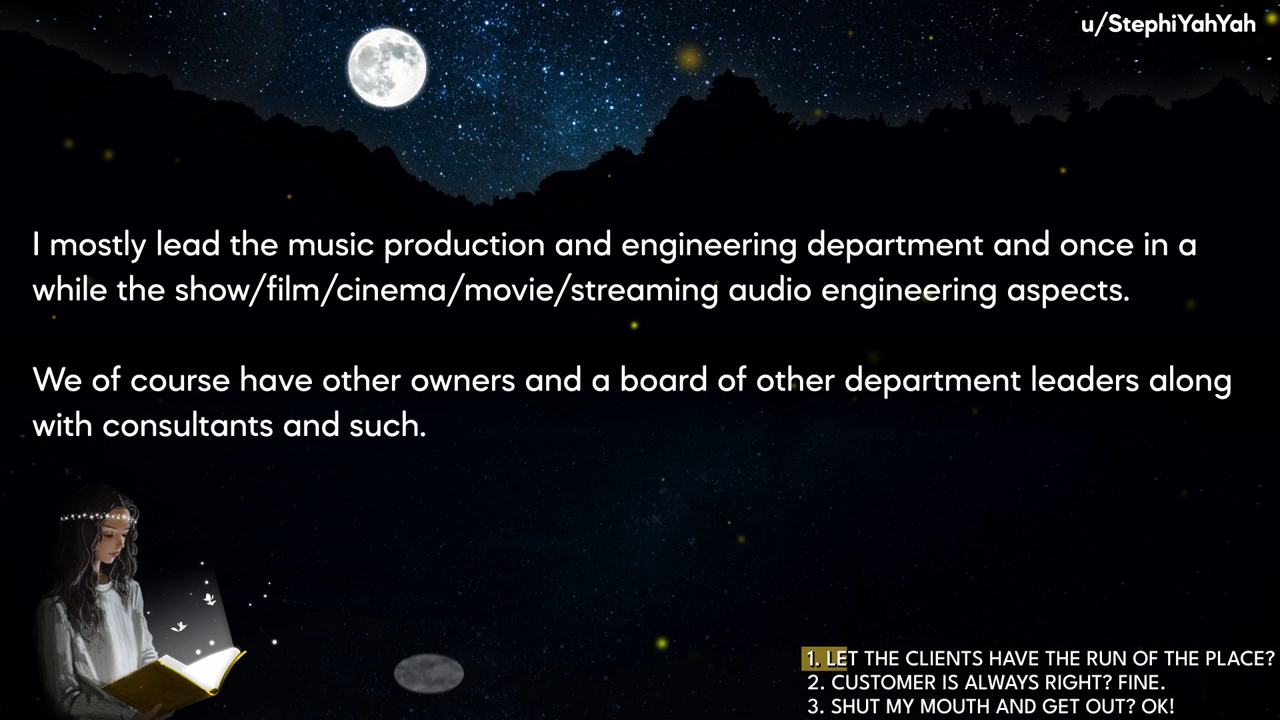 u/StephiYahYah
I mostly lead the music production and engineering department and once in a
while the show/film/cinema/movie/streaming audio engineering aspects.
We of course have other owners and a board of other department leaders along
with consultants and such.
1. LET THE CLIENTS HAVE THE RUN OF THE PLACE?
2. CUSTOMER IS ALWAYS RIGHT? FINE.
3. SHUT MY MOUTH AND GET OUT? OK!